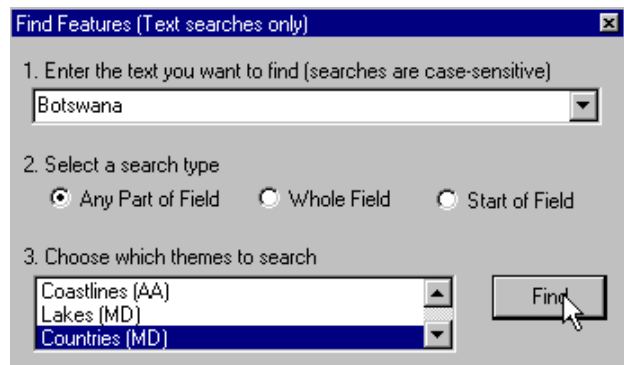 Find Features (Text searches only)
1. Enter the text you want to find (searches are case-sensitive)
Botswana
2. Select a search type
Any Part of Field Whole Field Start of Field
3. Choose which themes to search
Coastlines (AA)
Lakes (MD)
Countries (MD)
Find